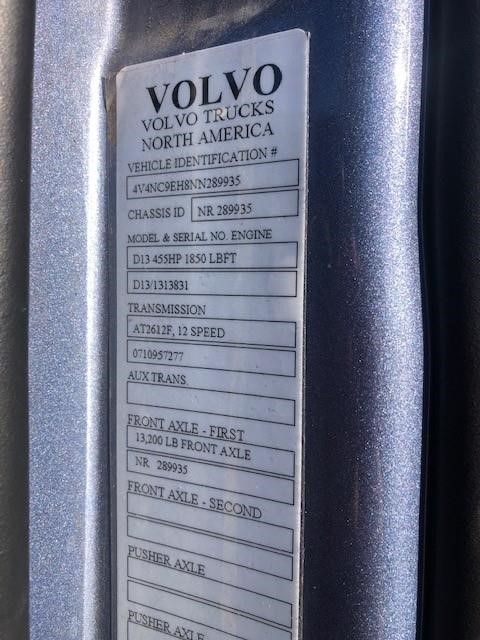 VOLVO
VOLVO TRUCKS
NORTH AMERICA
VEHICLE IDENTIFICATION #
4V4NC9EH8NN289935
CHASSIS ID NR 289935
MODEL & SERIAL NO. ENGINE
D13 455HP 1850 LBFT
D13/1313831
TRANSMISSION
AT2612F, 12 SPEED
0710957277
AUX TRANS.
FRONT AXLE - FIRST
13,200 LB FRONT AXLE
NR 289935
FRONT AXLE - SECOND
PUSHER AXLE
PUSHER AXLE